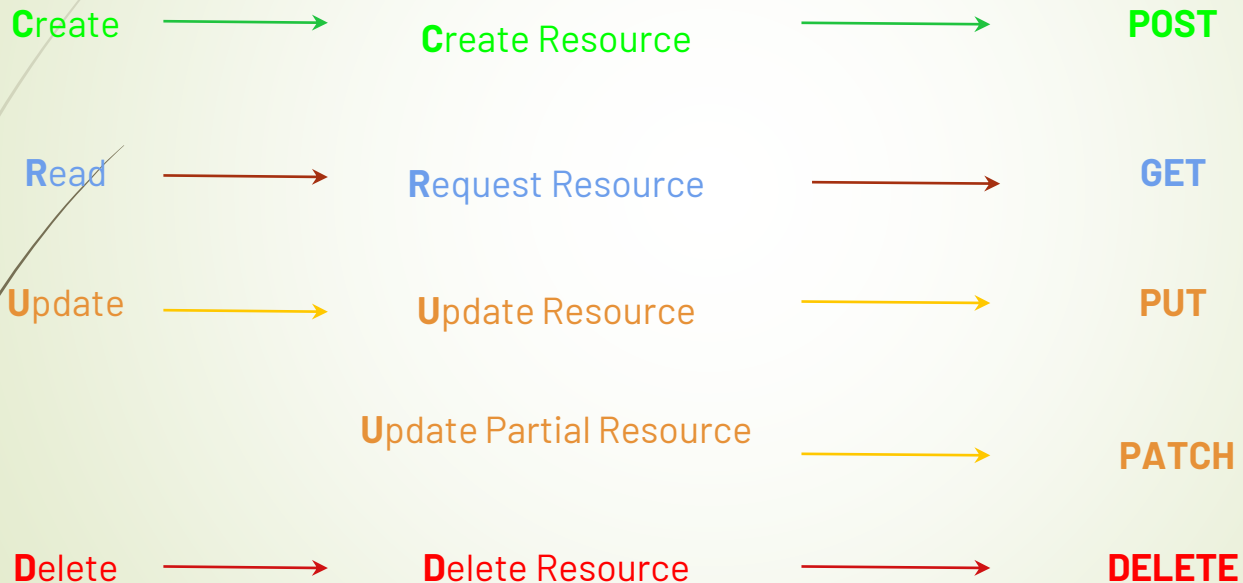 Create
Create Resource
POST
Read
Request Resource
GET
Update
Update Resource
PUT
Update Partial Resource
PATCH
Delete
Delete Resource
DELETE